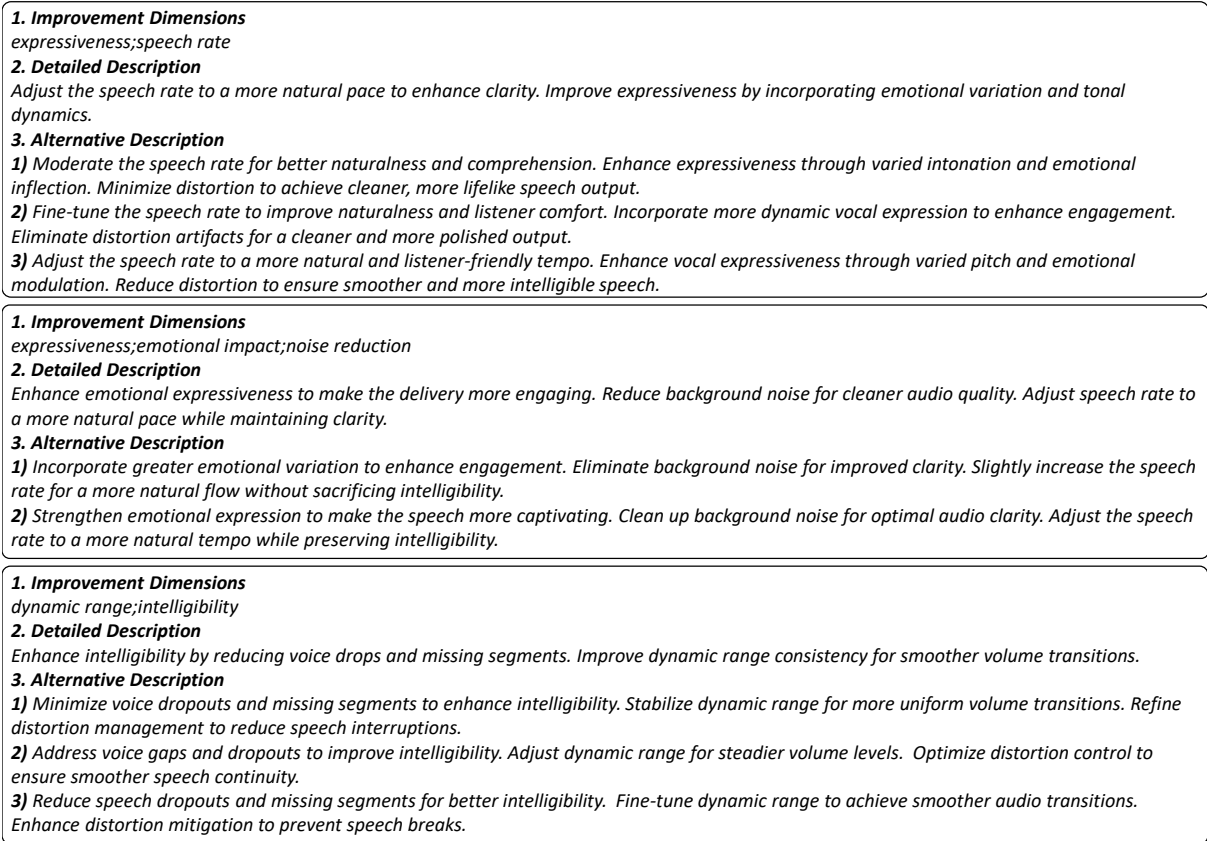 1. Improvement Dimensions
expressiveness;speech rate
2. Detailed Description
Adjust the speech rate to a more natural pace to enhance clarity. Improve expressiveness by incorporating emotional variation and tonal
dynamics.
3. Alternative Description
1) Moderate the speech rate for better naturalness and comprehension. Enhance expressiveness through varied intonation and emotional
inflection. Minimize distortion to achieve cleaner, more lifelike speech output.
2) Fine-tune the speech rate to improve naturalness and listener comfort. Incorporate more dynamic vocal expression to enhance engagement.
Eliminate distortion artifacts for a cleaner and more polished output.
3) Adjust the speech rate to a more natural and listener-friendly tempo. Enhance vocal expressiveness through varied pitch and emotional
modulation. Reduce distortion to ensure smoother and more intelligible speech.
1. Improvement Dimensions
expressiveness;emotional impact;noise reduction
2. Detailed Description
Enhance emotional expressiveness to make the delivery more engaging. Reduce background noise for cleaner audio quality. Adjust speech rate to
a more natural pace while maintaining clarity.
3. Alternative Description
1) Incorporate greater emotional variation to enhance engagement. Eliminate background noise for improved clarity. Slightly increase the speech
rate for a more natural flow without sacrificing intelligibility.
2) Strengthen emotional expression to make the speech more captivating. Clean up background noise for optimal audio clarity. Adjust the speech
rate to a more natural tempo while preserving intelligibility.
1. Improvement Dimensions
dynamic range;intelligibility
2. Detailed Description
Enhance intelligibility by reducing voice drops and missing segments. Improve dynamic range consistency for smoother volume transitions.
3. Alternative Description
1) Minimize voice dropouts and missing segments to enhance intelligibility. Stabilize dynamic range for more uniform volume transitions. Refine
distortion management to reduce speech interruptions.
2) Address voice gaps and dropouts to improve intelligibility. Adjust dynamic range for steadier volume levels. Optimize distortion control to
ensure smoother speech continuity.
3) Reduce speech dropouts and missing segments for better intelligibility. Fine-tune dynamic range to achieve smoother audio transitions.
Enhance distortion mitigation to prevent speech breaks.